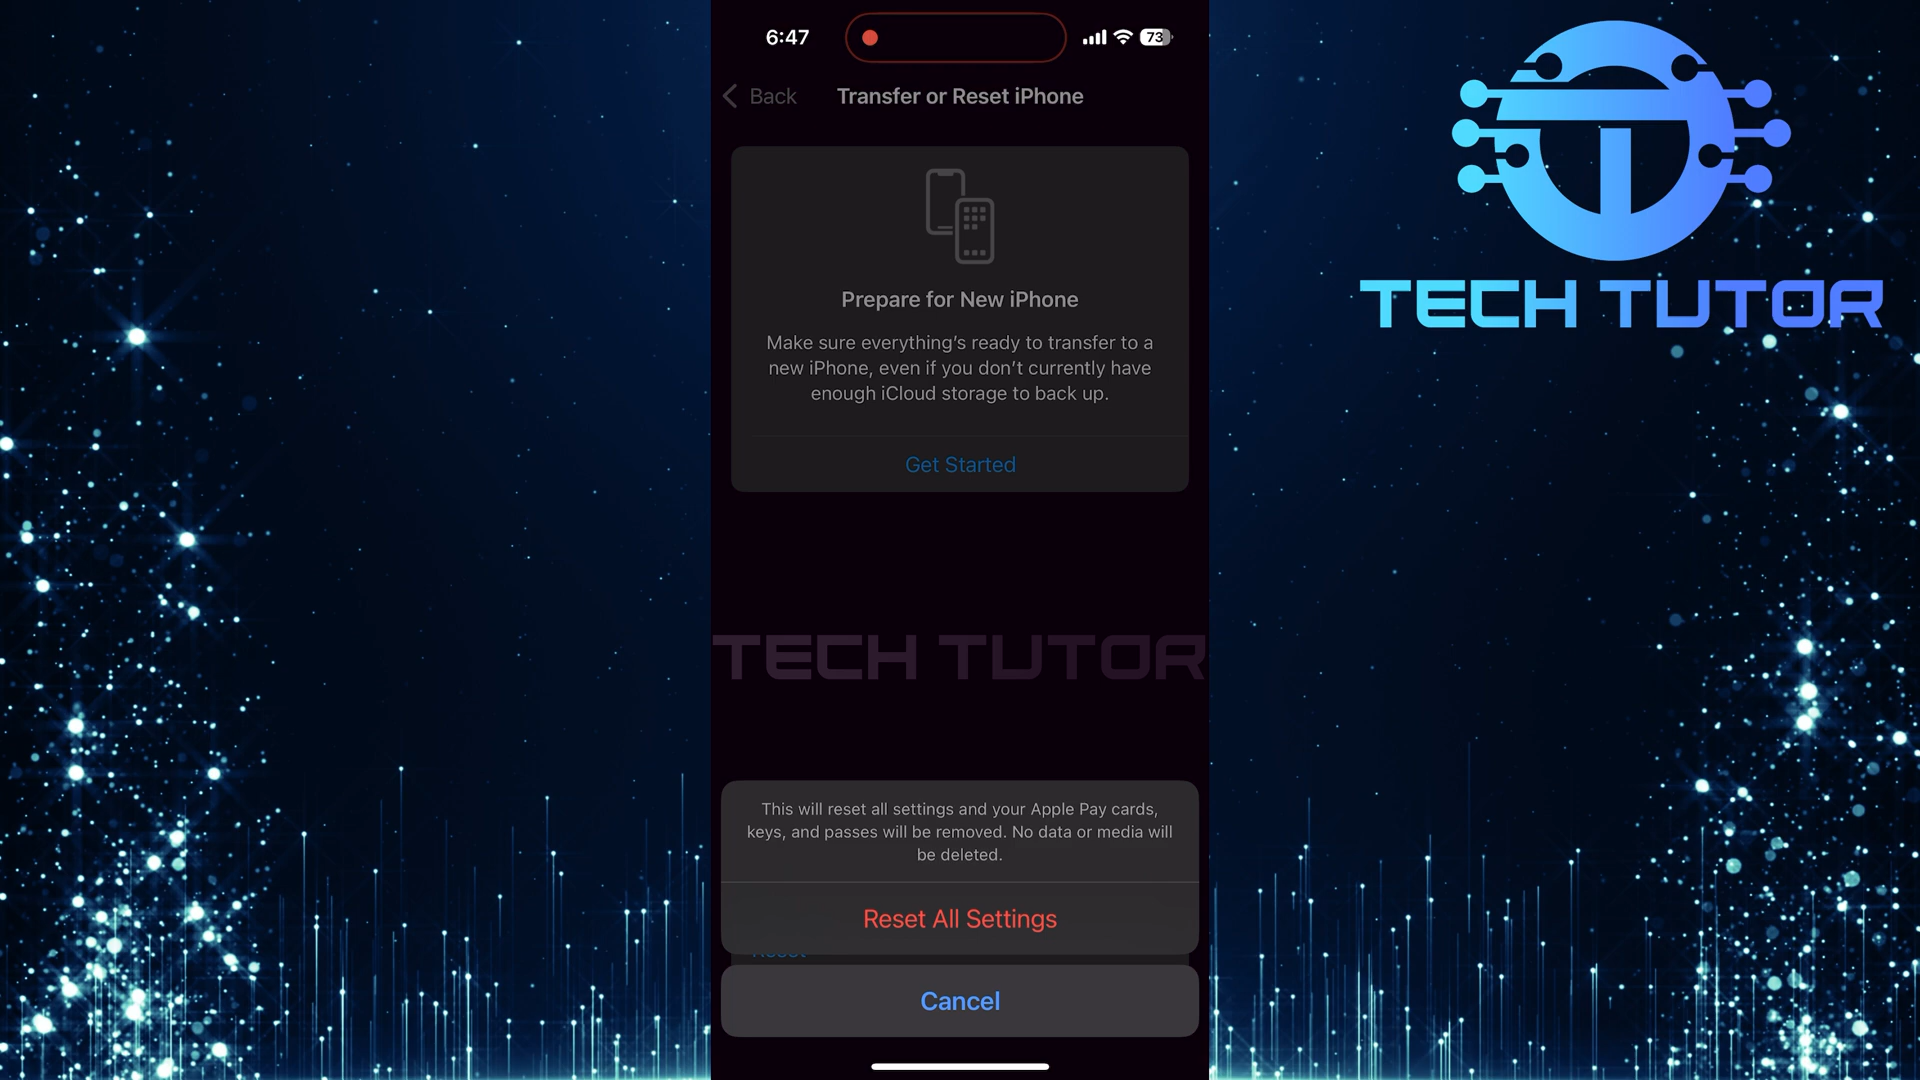 6:47
73
Back
Transfer or Reset iPhone
TECH TUTOR
Prepare for New iPhone
Make sure everything's ready to transfer to a
new iPhone, even if you don't currently have
enough iCloud storage to back up.
Get Started
TECH TUTOR
This will reset all settings and your Apple Pay cards,
keys, and passes will be removed. No data or media will
be deleted.
Reset All Settings
Reset
Cancel